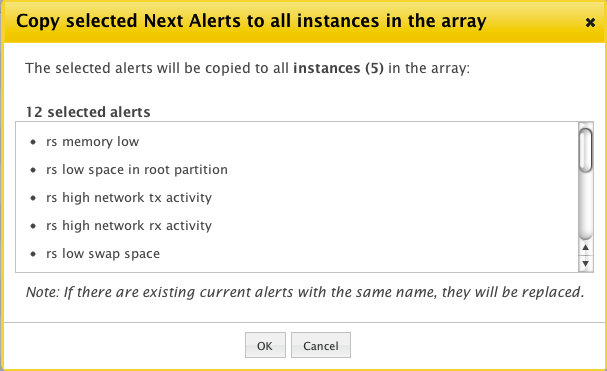 Copy selected Next Alerts to all instances in the array
The selected alerts will be copied to all instances (5) in the array:
12 selected alerts
• rs memory low
• rs low space in root partition
• rs high network tx activity
• rs high network rx activity
• rs low swap space
Note: If there are existing current alerts with the same name, they will be replaced.
OK Cancel